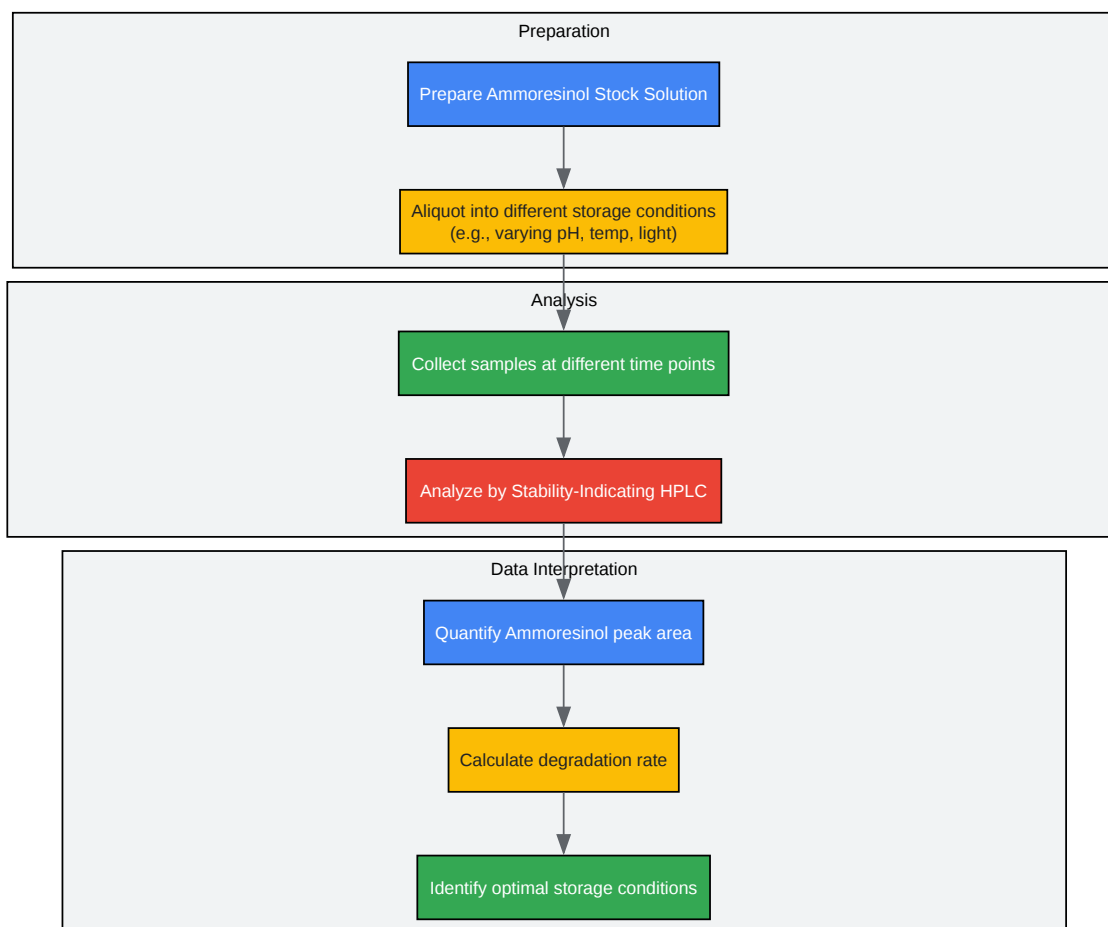 Preparation
Prepare Ammoresinol Stock Solution
Aliquot into different storage conditions
(e.g., varying pH, temp, light)
Analysis
Collect samples at different time points
Analyze by Stability-Indicating HPLC
Data Interpretation
Quantify Ammoresinol peak area
Calculate degradation rate
Identify optimal storage conditions